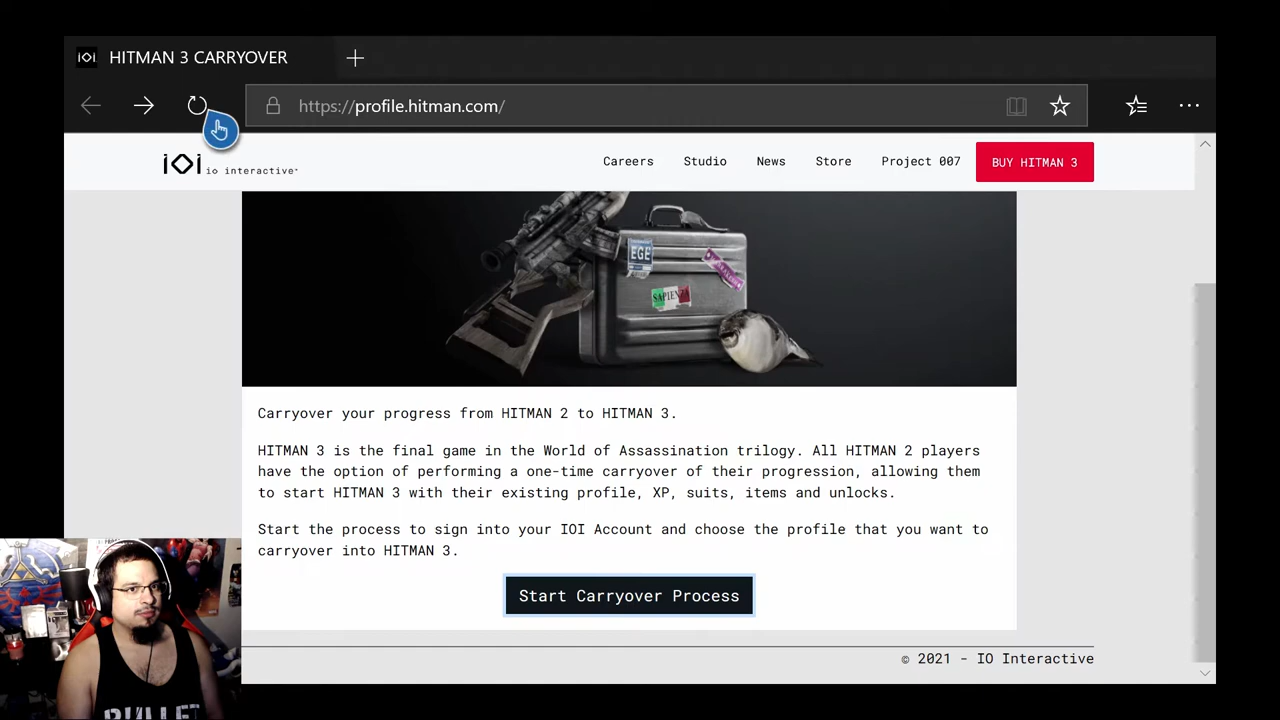 HITMAN 3 CARRYOVER
https://profile.hitman.com/
io interactive™
Careers Studio News Store Project 007 BUY HITMAN 3
EGE
SAPIENZA
Carryover your progress from HITMAN 2 to HITMAN 3.
HITMAN 3 is the final game in the World of Assassination trilogy. All HITMAN 2 players
have the option of performing a one-time carryover of their progression, allowing them
to start HITMAN 3 with their existing profile, XP, suits, items and unlocks.
Start the process to sign into your IOI Account and choose the profile that you want to
carryover into HITMAN 3.
Start Carryover Process
© 2021 - IO Interactive
BULLET